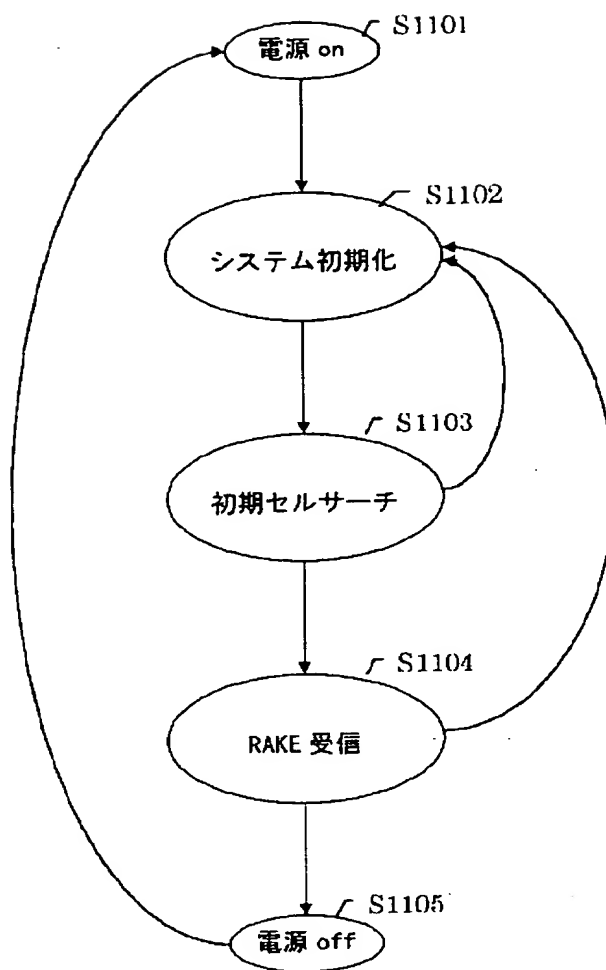 S1101
電源 on
S1102
システム初期化
S1103
初期セルサーチ
S1104
RAKE 受信
S1105
電源 off